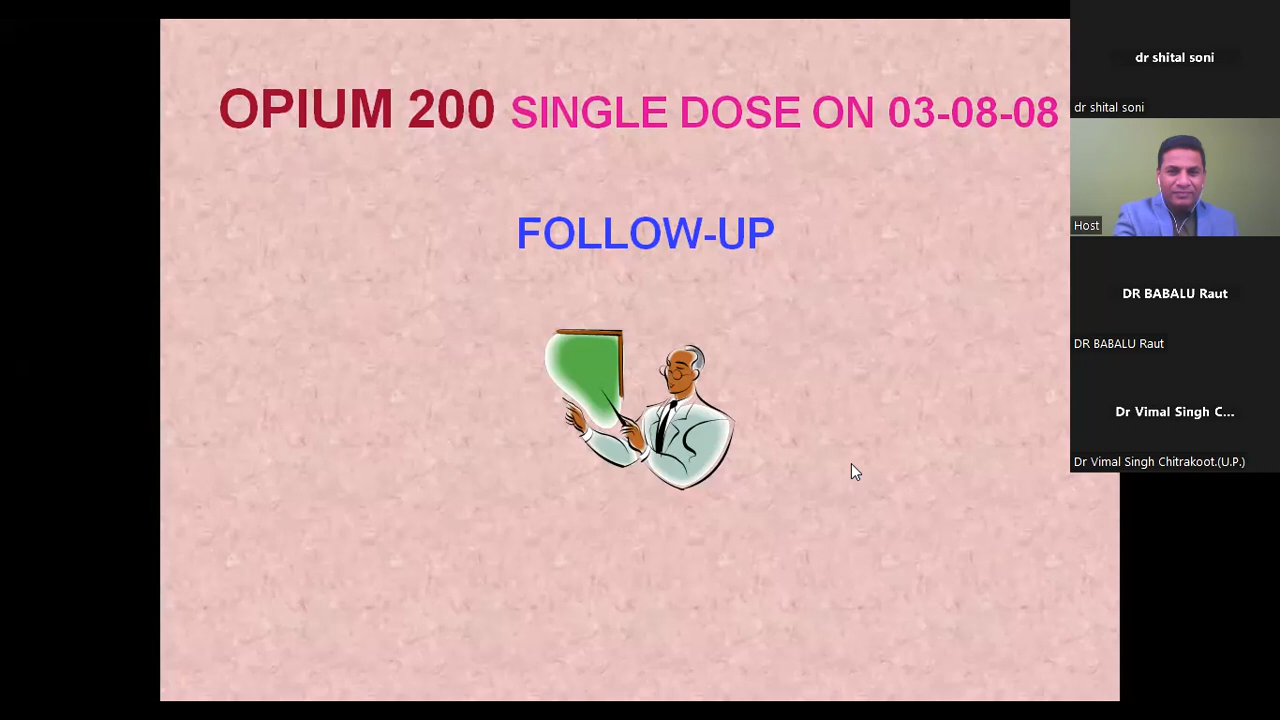 OPIUM 200 SINGLE DOSE ON 03-08-08
FOLLOW-UP
dr shital soni
dr shital soni
Host
DR BABALU Raut
DR BABALU Raut
Dr Vimal Singh C...
Dr Vimal Singh Chitrakoot.(U.P.)